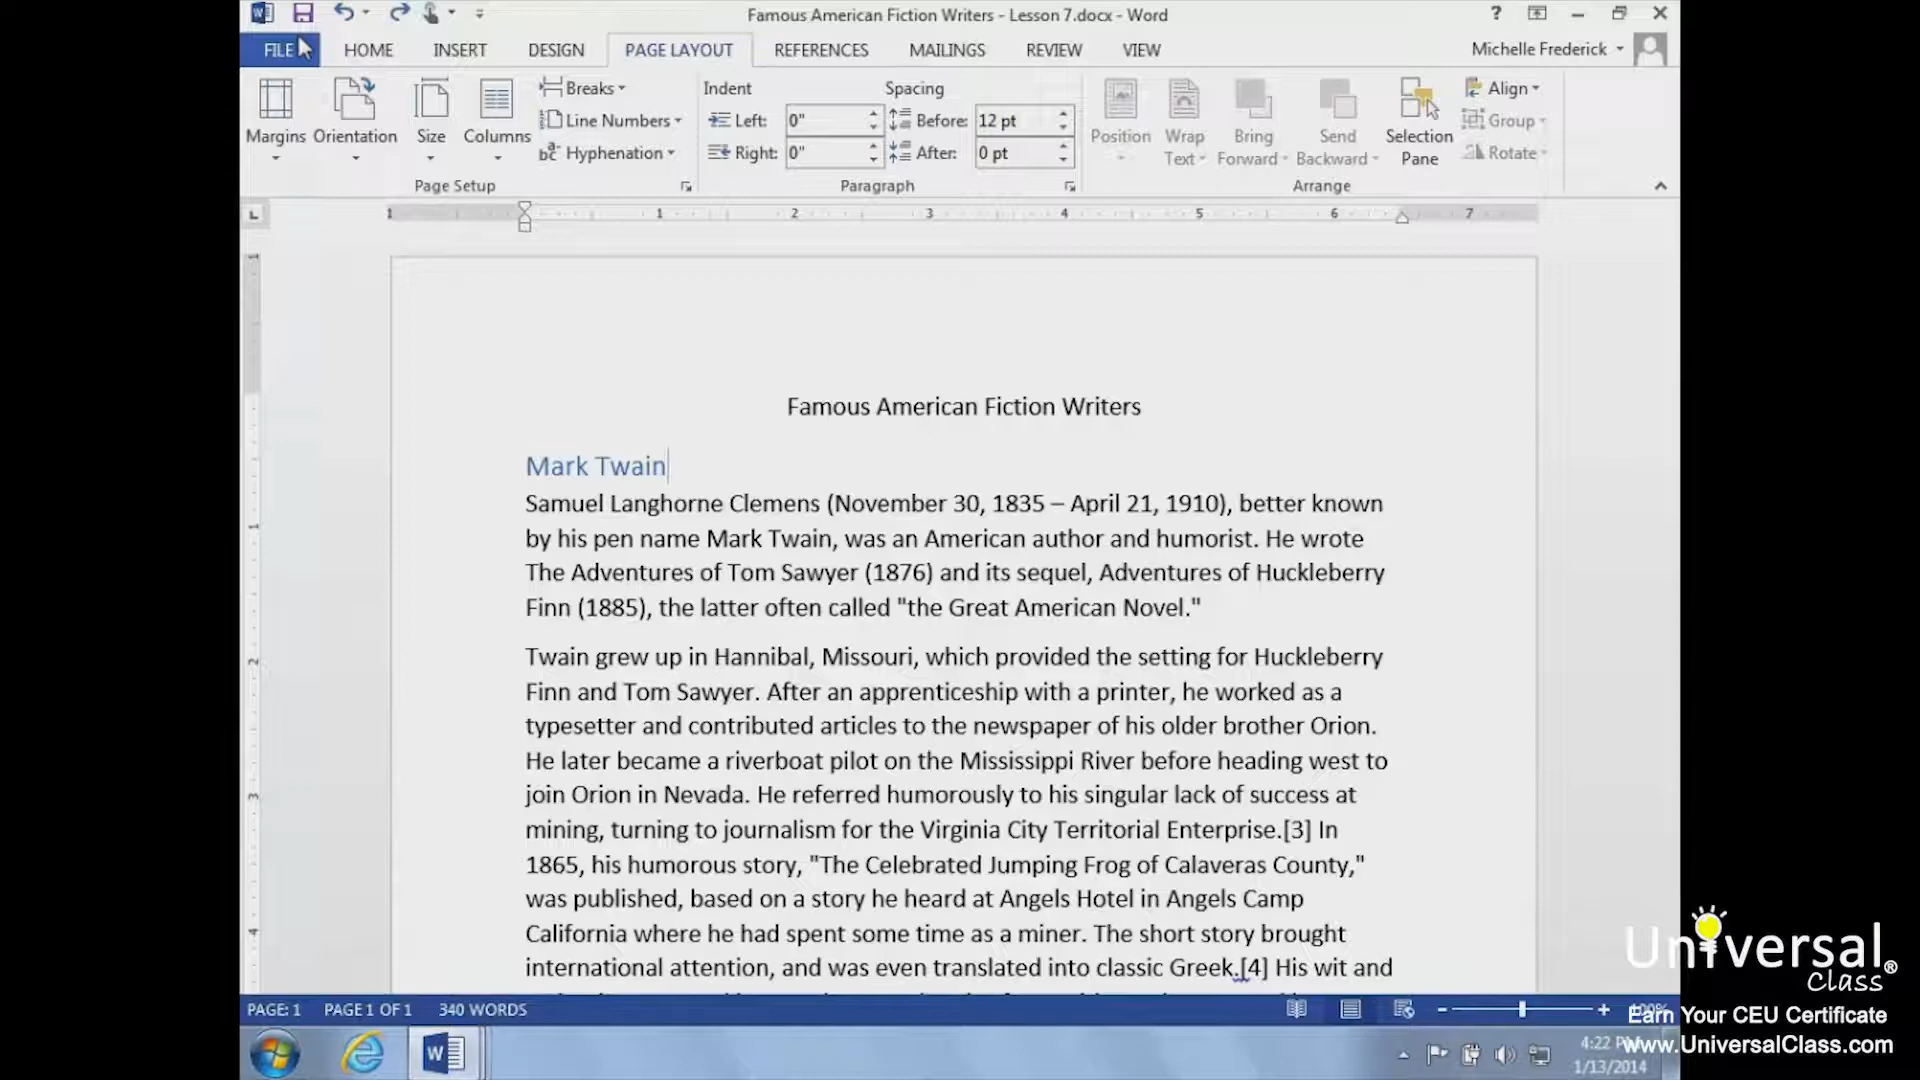 Famous American Fiction Writers - Lesson 7.docx - Word
?
FILE HOME INSERT DESIGN PAGE LAYOUT REFERENCES MAILINGS REVIEW VIEW
Michelle Frederick
Margins
Orientation
Size
Columns
Breaks
Line Numbers
Hyphenation
Page Setup
Indent
Left: 0"
Right: 0"
Spacing
Before: 12 pt
After: 0 pt
Paragraph
Position
Wrap
Text
Bring
Forward
Send
Backward
Selection
Pane
Align
Group
Rotate
Arrange
1 1 2 3 4 5 6 7
Famous American Fiction Writers
Mark Twain
Samuel Langhorne Clemens (November 30, 1835 – April 21, 1910), better known
by his pen name Mark Twain, was an American author and humorist. He wrote
The Adventures of Tom Sawyer (1876) and its sequel, Adventures of Huckleberry
Finn (1885), the latter often called "the Great American Novel."
Twain grew up in Hannibal, Missouri, which provided the setting for Huckleberry
Finn and Tom Sawyer. After an apprenticeship with a printer, he worked as a
typesetter and contributed articles to the newspaper of his older brother Orion.
He later became a riverboat pilot on the Mississippi River before heading west to
join Orion in Nevada. He referred humorously to his singular lack of success at
mining, turning to journalism for the Virginia City Territorial Enterprise.[3] In
1865, his humorous story, "The Celebrated Jumping Frog of Calaveras County,"
was published, based on a story he heard at Angels Hotel in Angels Camp
California where he had spent some time as a miner. The short story brought
international attention, and was even translated into classic Greek.[4] His wit and
PAGE: 1 PAGE 1 OF 1 340 WORDS
Universal
Class®
Earn Your CEU Certificate
www.UniversalClass.com
4:22 PM
1/13/2014